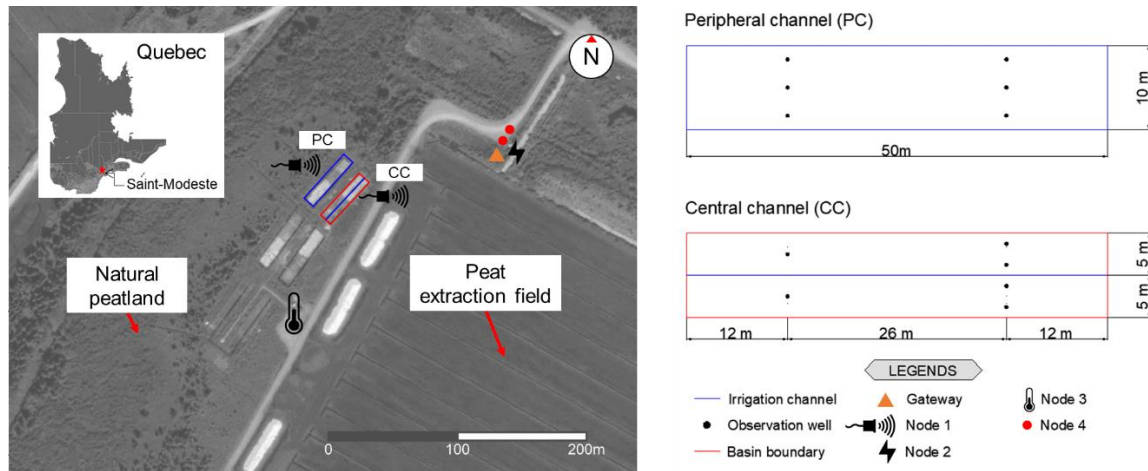 Quebec
Saint-Modeste
N
PC
CC
Natural
peatland
Peat
extraction field
0
100
200m
Peripheral channel (PC)
10 m
50m
Central channel (CC)
5 m
5 m
12 m
26 m
12 m
LEGENDS
Irrigation channel
Gateway
Node 3
Observation well
Node 1
Node 4
Basin boundary
Node 2